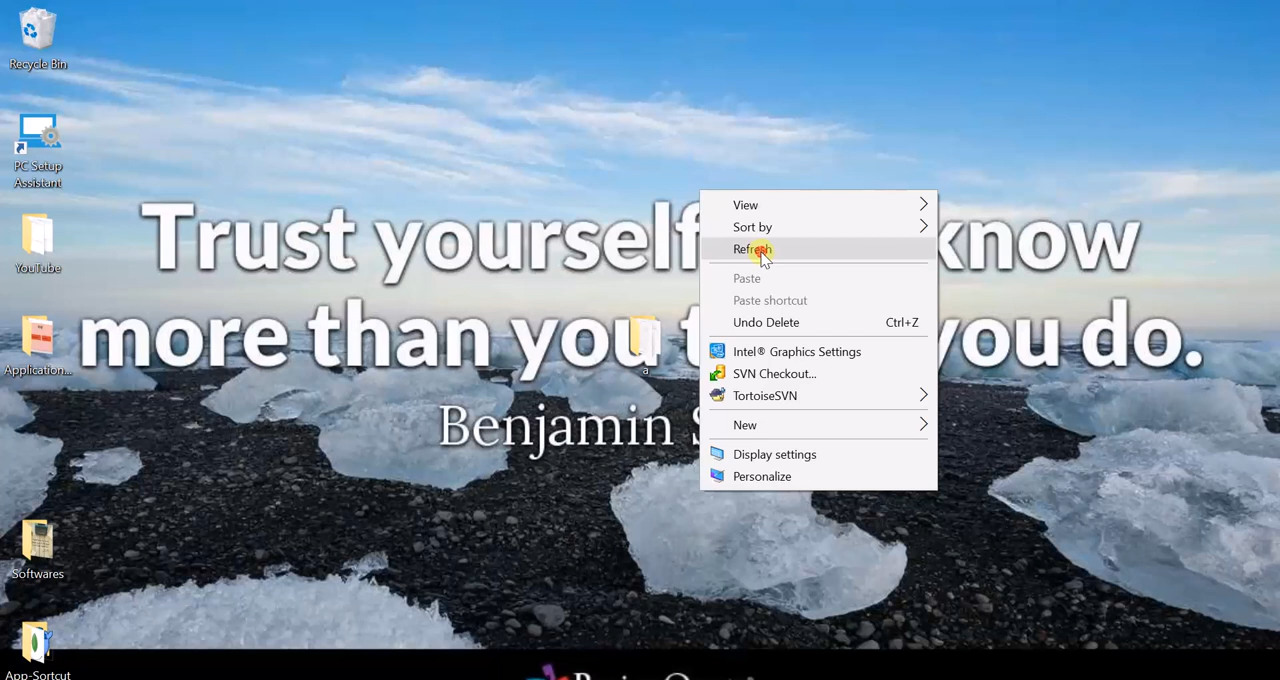 Recycle Bin
PC Setup
Assistant
YouTube
Application...
Softwares
App-Sortcut
Trust yourself know
more than you you do.
Benjamin
a
View
Sort by
Refresh
Paste
Paste shortcut
Undo Delete Ctrl+Z
Intel® Graphics Settings
SVN Checkout...
TortoiseSVN
New
Display settings
Personalize